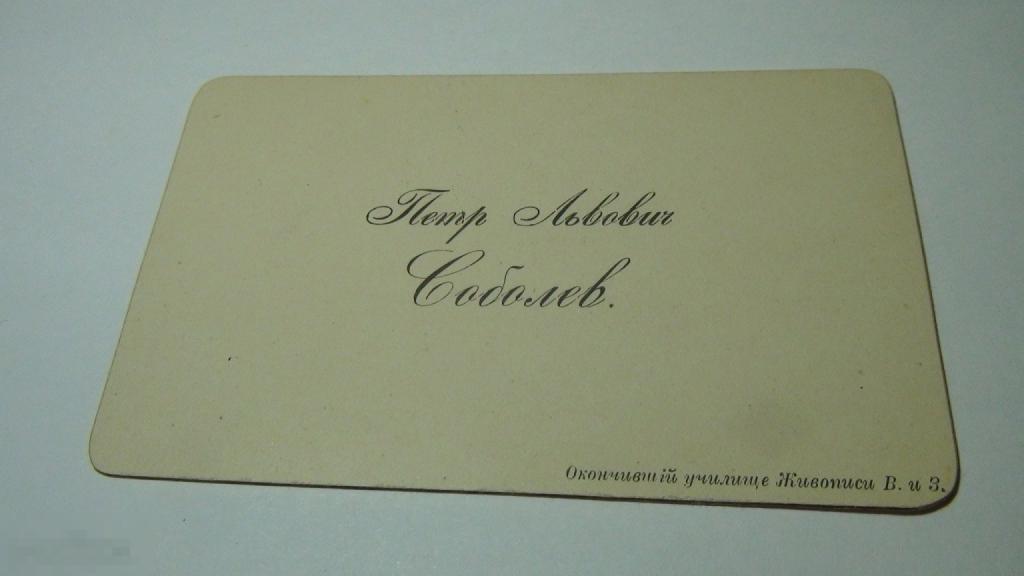 Петр Львович
Соболев.
Окончившій училище Живописи В. и З.